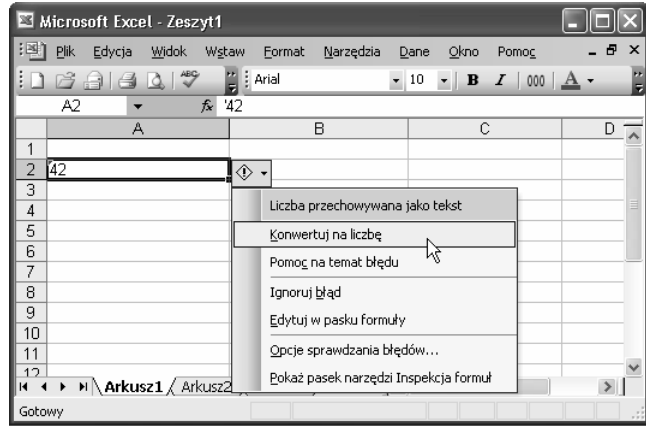 Microsoft Excel - Zeszyt1
Plik Edycja Widok Wstaw Format Narzędzia Dane Okno Pomoc
Arial 10 B I 000 A
A2 fx '42
A B C D
1
2 42
3
4 Liczba przechowywana jako tekst
5 Konwertuj na liczbę
6
7 Pomoc na temat błędu
8 Ignoruj błąd
9
10 Edytuj w pasku formuły
11 Opcje sprawdzania błędów...
12 Pokaż pasek narzędzi Inspekcja formuł
Arkusz1 Arkusz2
Gotowy